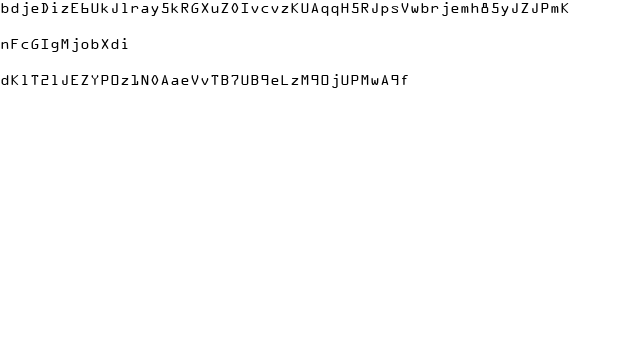 bdjeDizE6UkJlray5kRGXuZ0IvcvzKUAqqH5RJpsVwbrjemh85yJZJPmK
nFcGIgMjobXdi
dKlT2lJEZYPOz1N0AaeVvTB7UB9eLzM9OjUPMwA9f